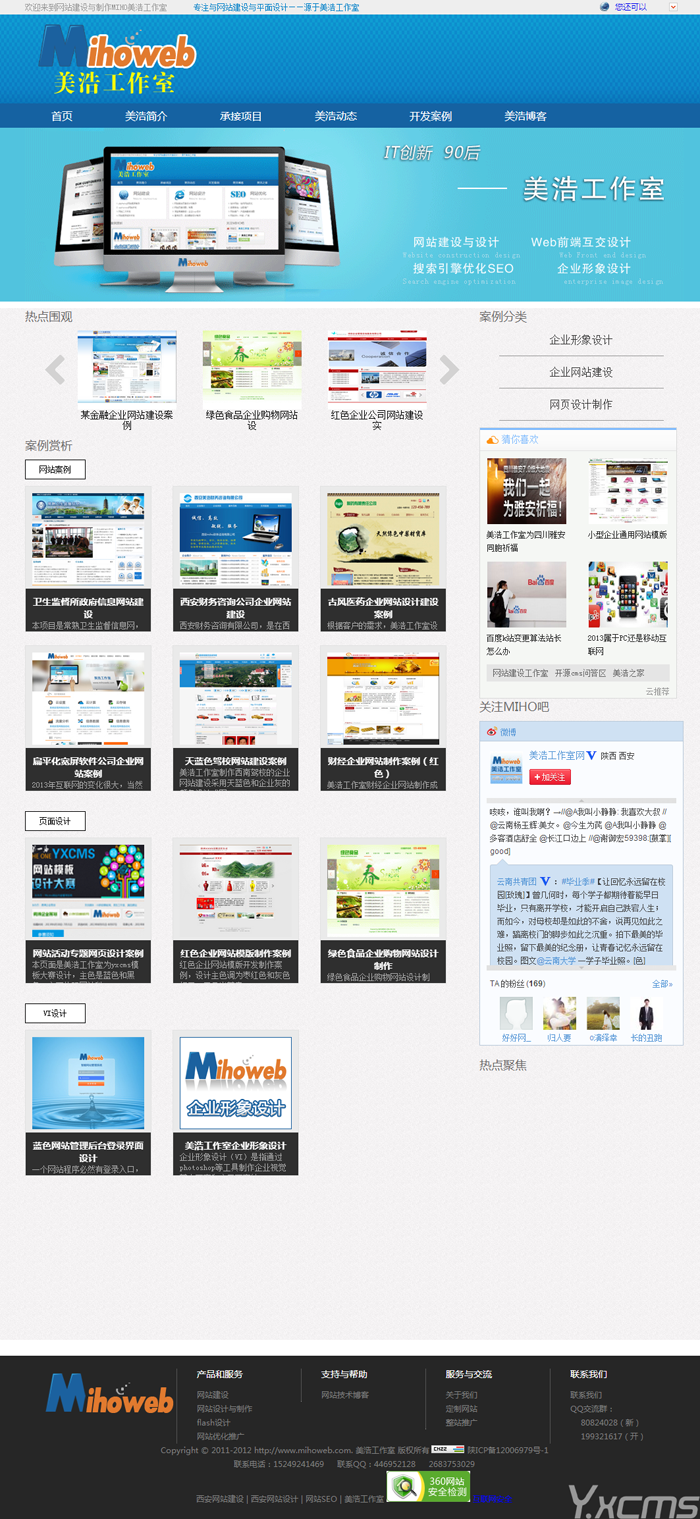 欢迎来到网站建设与制作MIHO美浩工作室
专注与网站建设与平面设计－－源于美浩工作室
您还可以
Mihoweb
美浩工作室
首页
美浩简介
承接项目
美浩动态
开发案例
美浩博客
IT创新 90后
美浩工作室
网站建设与设计
Web前端互交设计
Website construction design
Web Front end design
搜索引擎优化SEO
企业形象设计
Search engine optimization
enterprise image design
热点围观
某金融企业网站建设案
例
绿色食品企业购物网站
设
红色企业公司网站建设
实
案例赏析
网站案例
卫生监督所政府信息网站建
设
本项目是常熟卫生监督信息网，
西安财务咨询公司企业网站
建设
西安财务咨询有限公司，是在西
古风医药企业网站设计建设
案例
根据客户的需求，美浩工作室设
扁平化宽屏软件公司企业网
站案例
2013年互联网的变化很大，当然
天蓝色驾校网站建设案例
美浩工作室制作西南驾校的企业
网站建设采用天蓝色和企业灰的
财经企业网站制作案例（红
色）
美浩工作室财经企业网站制作成
页面设计
网站活动专题网页设计案例
本页面是美浩工作室为yxcms模
板大赛设计，主色是蓝色和黑
红色企业网站模版制作案例
红色企业网站模版开发制作案
例，设计主色调为枣红色和灰色
绿色食品企业购物网站设计
制作
绿色食品企业购物网站设计制
VI设计
蓝色网站管理后台登录界面
设计
一个网站程序必然有登录入口，
Mihoweb
企业形象设计
美浩工作室企业形象设计
企业形象设计（VI）是指通过
photoshop等工具制作企业视觉
案例分类
企业形象设计
企业网站建设
网页设计制作
猜你喜欢
我们一起
为雅安祈福！
美浩工作室为四川雅安
同胞祈福
小型企业通用网站模版
百度k站变更算法站长
怎么办
2013属于PC还是移动互
联网
网站建设工作室 开源cms问答区 美浩之家
云推荐
关注MIHO吧
微博
美浩工作室网 V 陕西 西安
+加关注
咳咳，谁叫我啊？→//@A我叫小静静: 我喜欢大叔 //
@云南杨玉辉:美女。@今生为芃 @A我叫小静静 @
多客酒店舒全 @长江口边上 //@谢御宏59398:[鼓掌][
good]
云南共青团 V ：#毕业季#【让回忆永远留在校
园[玫瑰]】曾几何时，每个学子都期待着能早日
毕业，只有离开学校，才能开启自己跌宕人生！
而如今，对母校却是如此的不舍，说再见如此之
难，踏离校门的脚步如此之沉重。拍下最美的毕
业照，留下最美的纪念册，让青春记忆永远留在
校园。图文@云南大学 一学子毕业照。[色]
TA的粉丝(169)
全部»
好好网_
归人妻
o满绎幸
长的丑跑
热点聚焦
Mihoweb
产品和服务
网站建设
网站设计与制作
flash设计
网站优化推广
支持与帮助
网站技术博客
服务与交流
关于我们
定制网站
整站推广
联系我们
联系我们
QQ交流群：
80824028（新）
199321617（开）
Copyright © 2011-2012 http://www.mihoweb.com. 美浩工作室 版权所有 CNZZ 陕ICP备12006979号-1
联系电话：15249241469 联系QQ：446952128 2683753029
西安网站建设 | 西安网站设计 | 网站SEO | 美浩工作室
360网站
安全检测
Yxcms